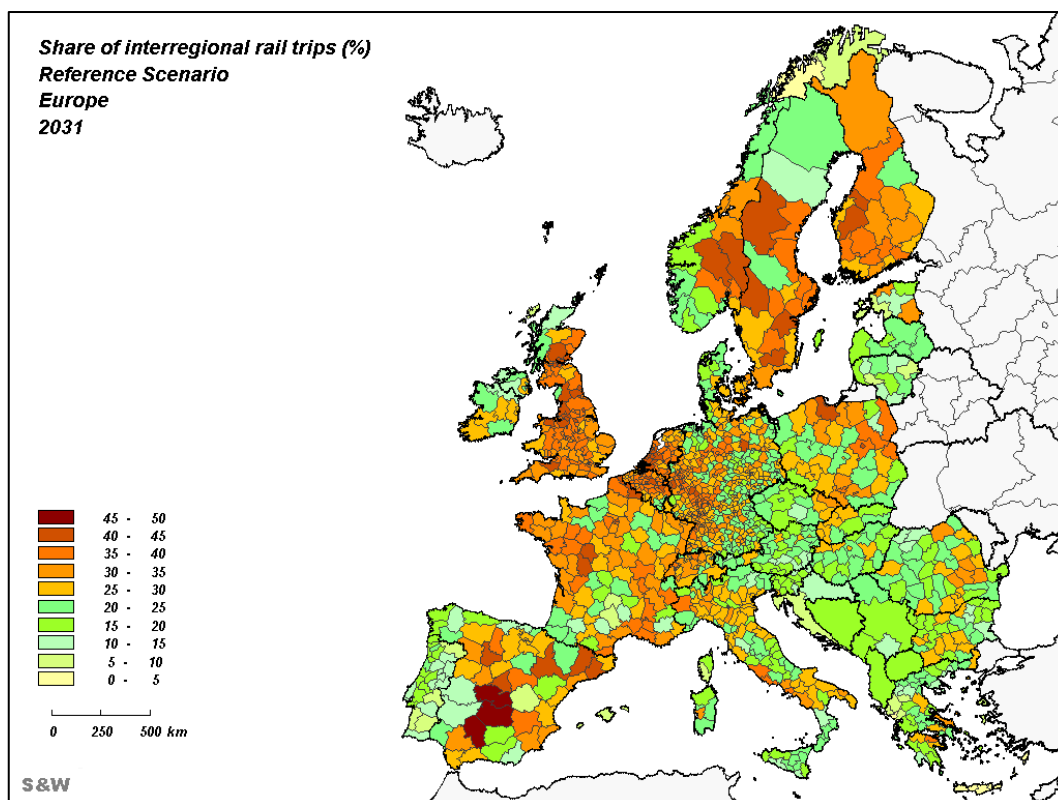 Share of interregional rail trips (%)
Reference Scenario
Europe
2031
45 - 50
40 - 45
35 - 40
30 - 35
25 - 30
20 - 25
15 - 20
10 - 15
5 - 10
0 - 5
0 250 500 km
S&W